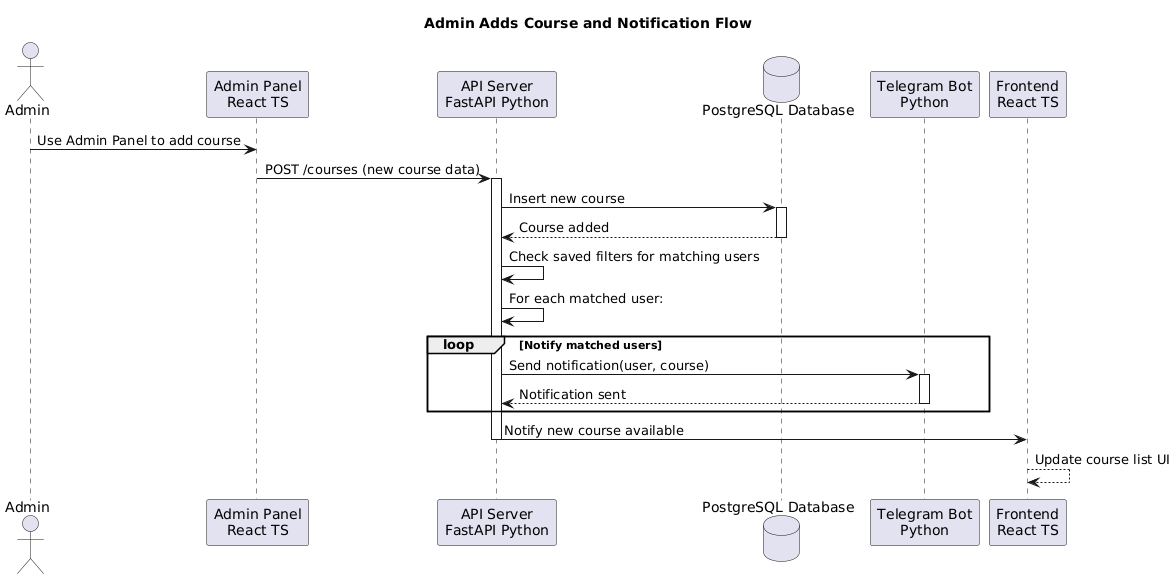 Admin Adds Course and Notification Flow
Admin
Admin Panel
React TS
API Server
FastAPI Python
PostgreSQL Database
Telegram Bot
Python
Frontend
React TS
Use Admin Panel to add course
POST /courses (new course data)
Insert new course
Course added
Check saved filters for matching users
For each matched user:
loop
[Notify matched users]
Send notification(user, course)
Notification sent
Notify new course available
Update course list UI
Admin
Admin Panel
React TS
API Server
FastAPI Python
PostgreSQL Database
Telegram Bot
Python
Frontend
React TS